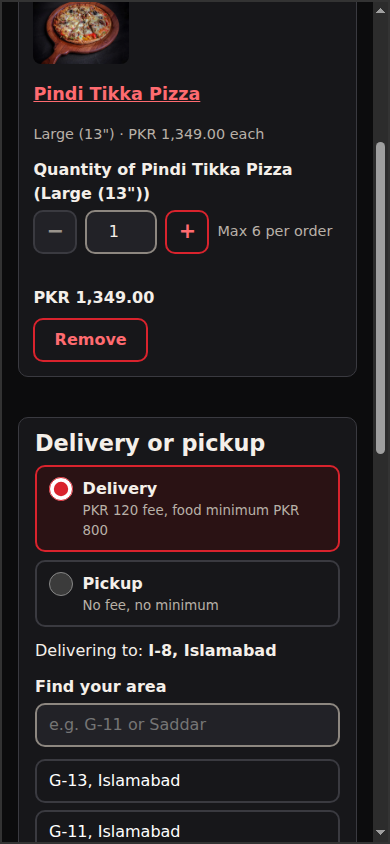 Pindi Tikka Pizza
Large (13") · PKR 1,349.00 each
Quantity of Pindi Tikka Pizza
(Large (13"))
− 1 + Max 6 per order
PKR 1,349.00
Remove
Delivery or pickup
Delivery
PKR 120 fee, food minimum PKR
800
Pickup
No fee, no minimum
Delivering to: I-8, Islamabad
Find your area
e.g. G-11 or Saddar
G-13, Islamabad
G-11, Islamabad